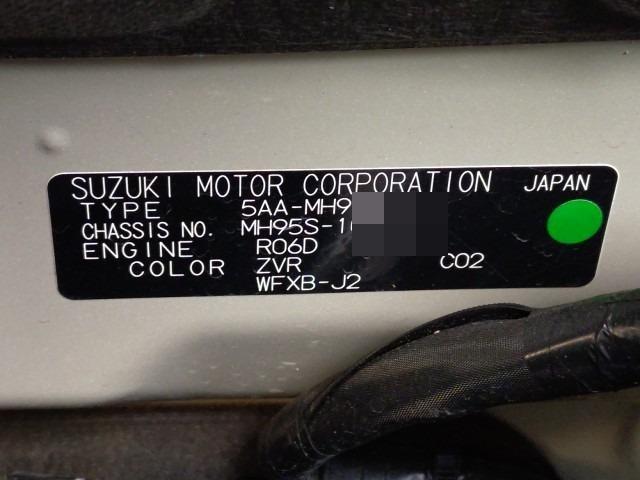 SUZUKI MOTOR CORPORATION JAPAN
TYPE 5AA-MH9
CHASSIS NO. MH95S-1
ENGINE R06D
COLOR ZVR C02
WFXB-J2